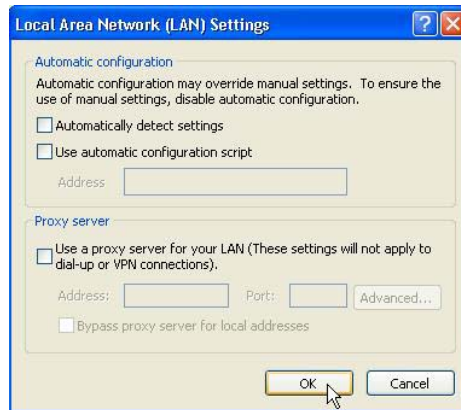 Local Area Network (LAN) Settings
Automatic configuration
Automatic configuration may override manual settings. To ensure the
use of manual settings, disable automatic configuration.
Automatically detect settings
Use automatic configuration script
Address
Proxy server
Use a proxy server for your LAN (These settings will not apply to
dial-up or VPN connections).
Address: Port: Advanced...
Bypass proxy server for local addresses
OK Cancel